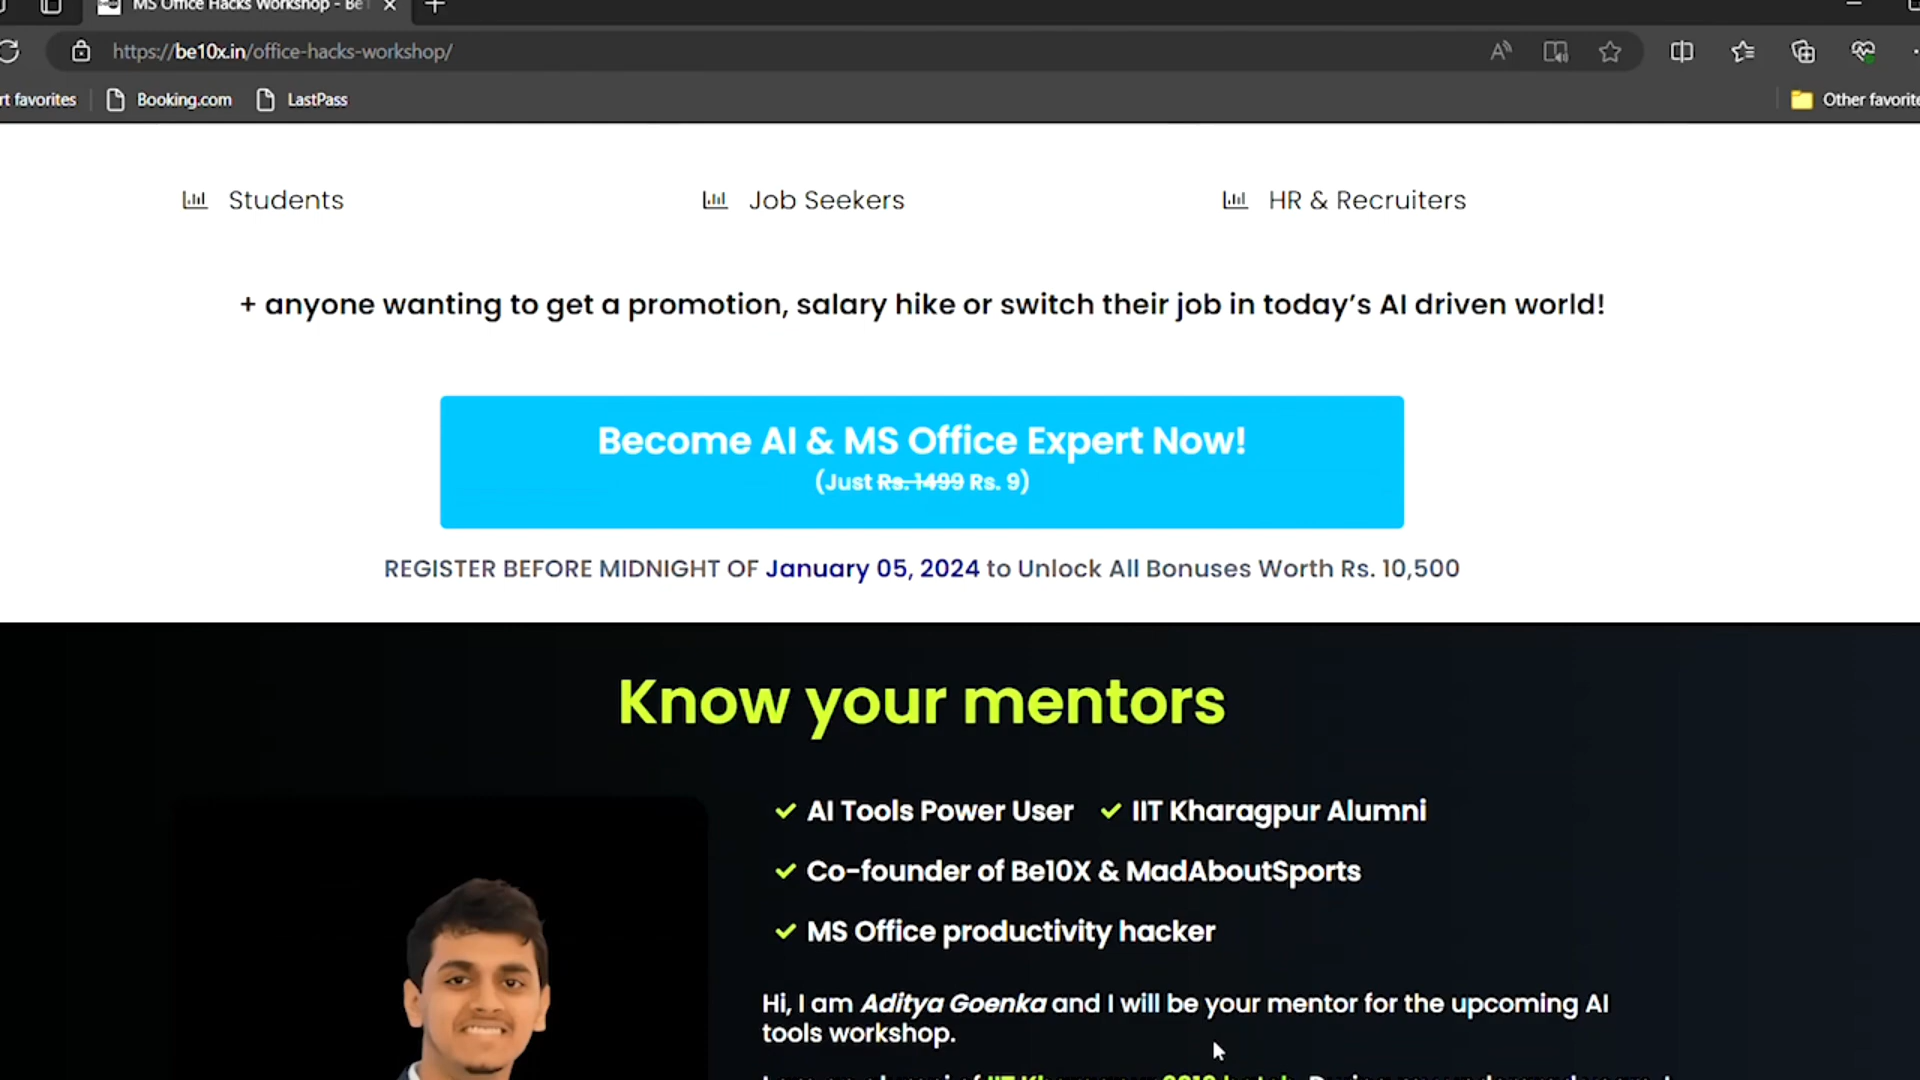 MS Office Hacks Workshop - Be1
https://be10x.in/office-hacks-workshop/
rt favorites
Booking.com
LastPass
Other favorite
Students
Job Seekers
HR & Recruiters
+ anyone wanting to get a promotion, salary hike or switch their job in today's AI driven world!
Become AI & MS Office Expert Now!
(Just Rs. 1499 Rs. 9)
REGISTER BEFORE MIDNIGHT OF January 05, 2024 to Unlock All Bonuses Worth Rs. 10,500
Know your mentors
AI Tools Power User
IIT Kharagpur Alumni
Co-founder of Be10X & MadAboutSports
MS Office productivity hacker
Hi, I am Aditya Goenka and I will be your mentor for the upcoming AI
tools workshop.